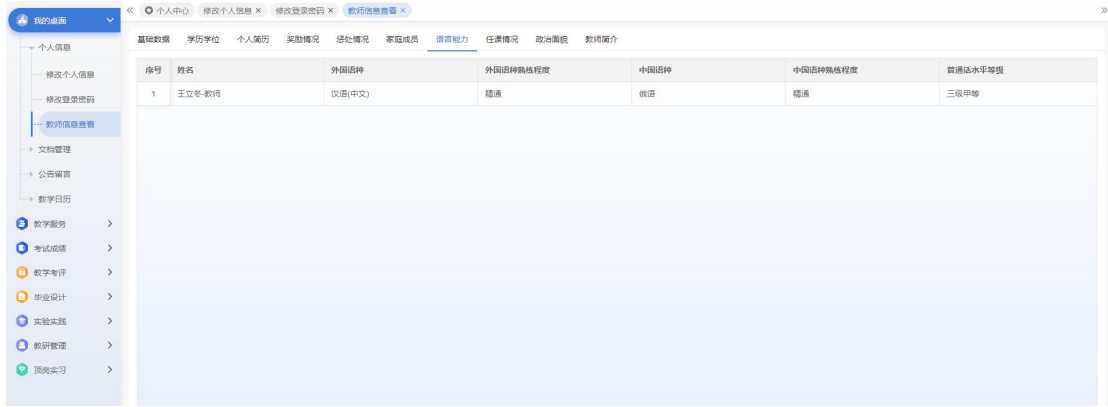 我的桌面
个人信息
修改个人信息
修改登录密码
教师信息查看
文档管理
公告留言
教学日历
教学服务
考试成绩
教学考评
毕业设计
实验实践
教研管理
顶岗实习
个人中心 修改个人信息 修改登录密码 教师信息查看
基础数据 学历学位 个人简历 奖励情况 惩处情况 家庭成员 语言能力 任课情况 政治面貌 教师简介
序号 姓名 外国语种 外国语种熟练程度 中国语种 中国语种熟练程度 普通话水平等级
1 王立冬-教师 汉语(中文) 精通 俄语 精通 三级甲等